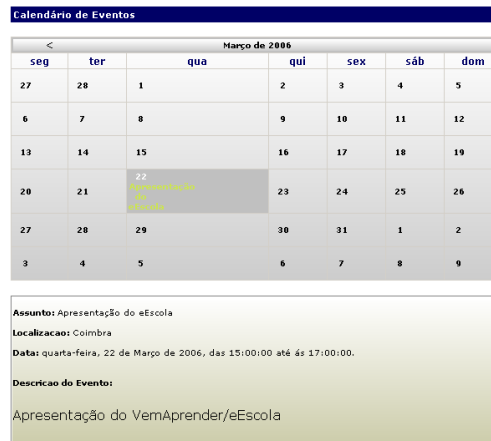 Calendário de Eventos
< Março de 2006
seg ter qua qui sex sáb dom
27 28 1 2 3 4 5
6 7 8 9 10 11 12
13 14 15 16 17 18 19
20 21 22 23 24 25 26
Apresentação
do
eEscola
27 28 29 30 31 1 2
3 4 5 6 7 8 9
Assunto: Apresentação do eEscola
Localizacao: Coimbra
Data: quarta-feira, 22 de Março de 2006, das 15:00:00 até ás 17:00:00.
Descricao do Evento:
Apresentação do VemAprender/eEscola